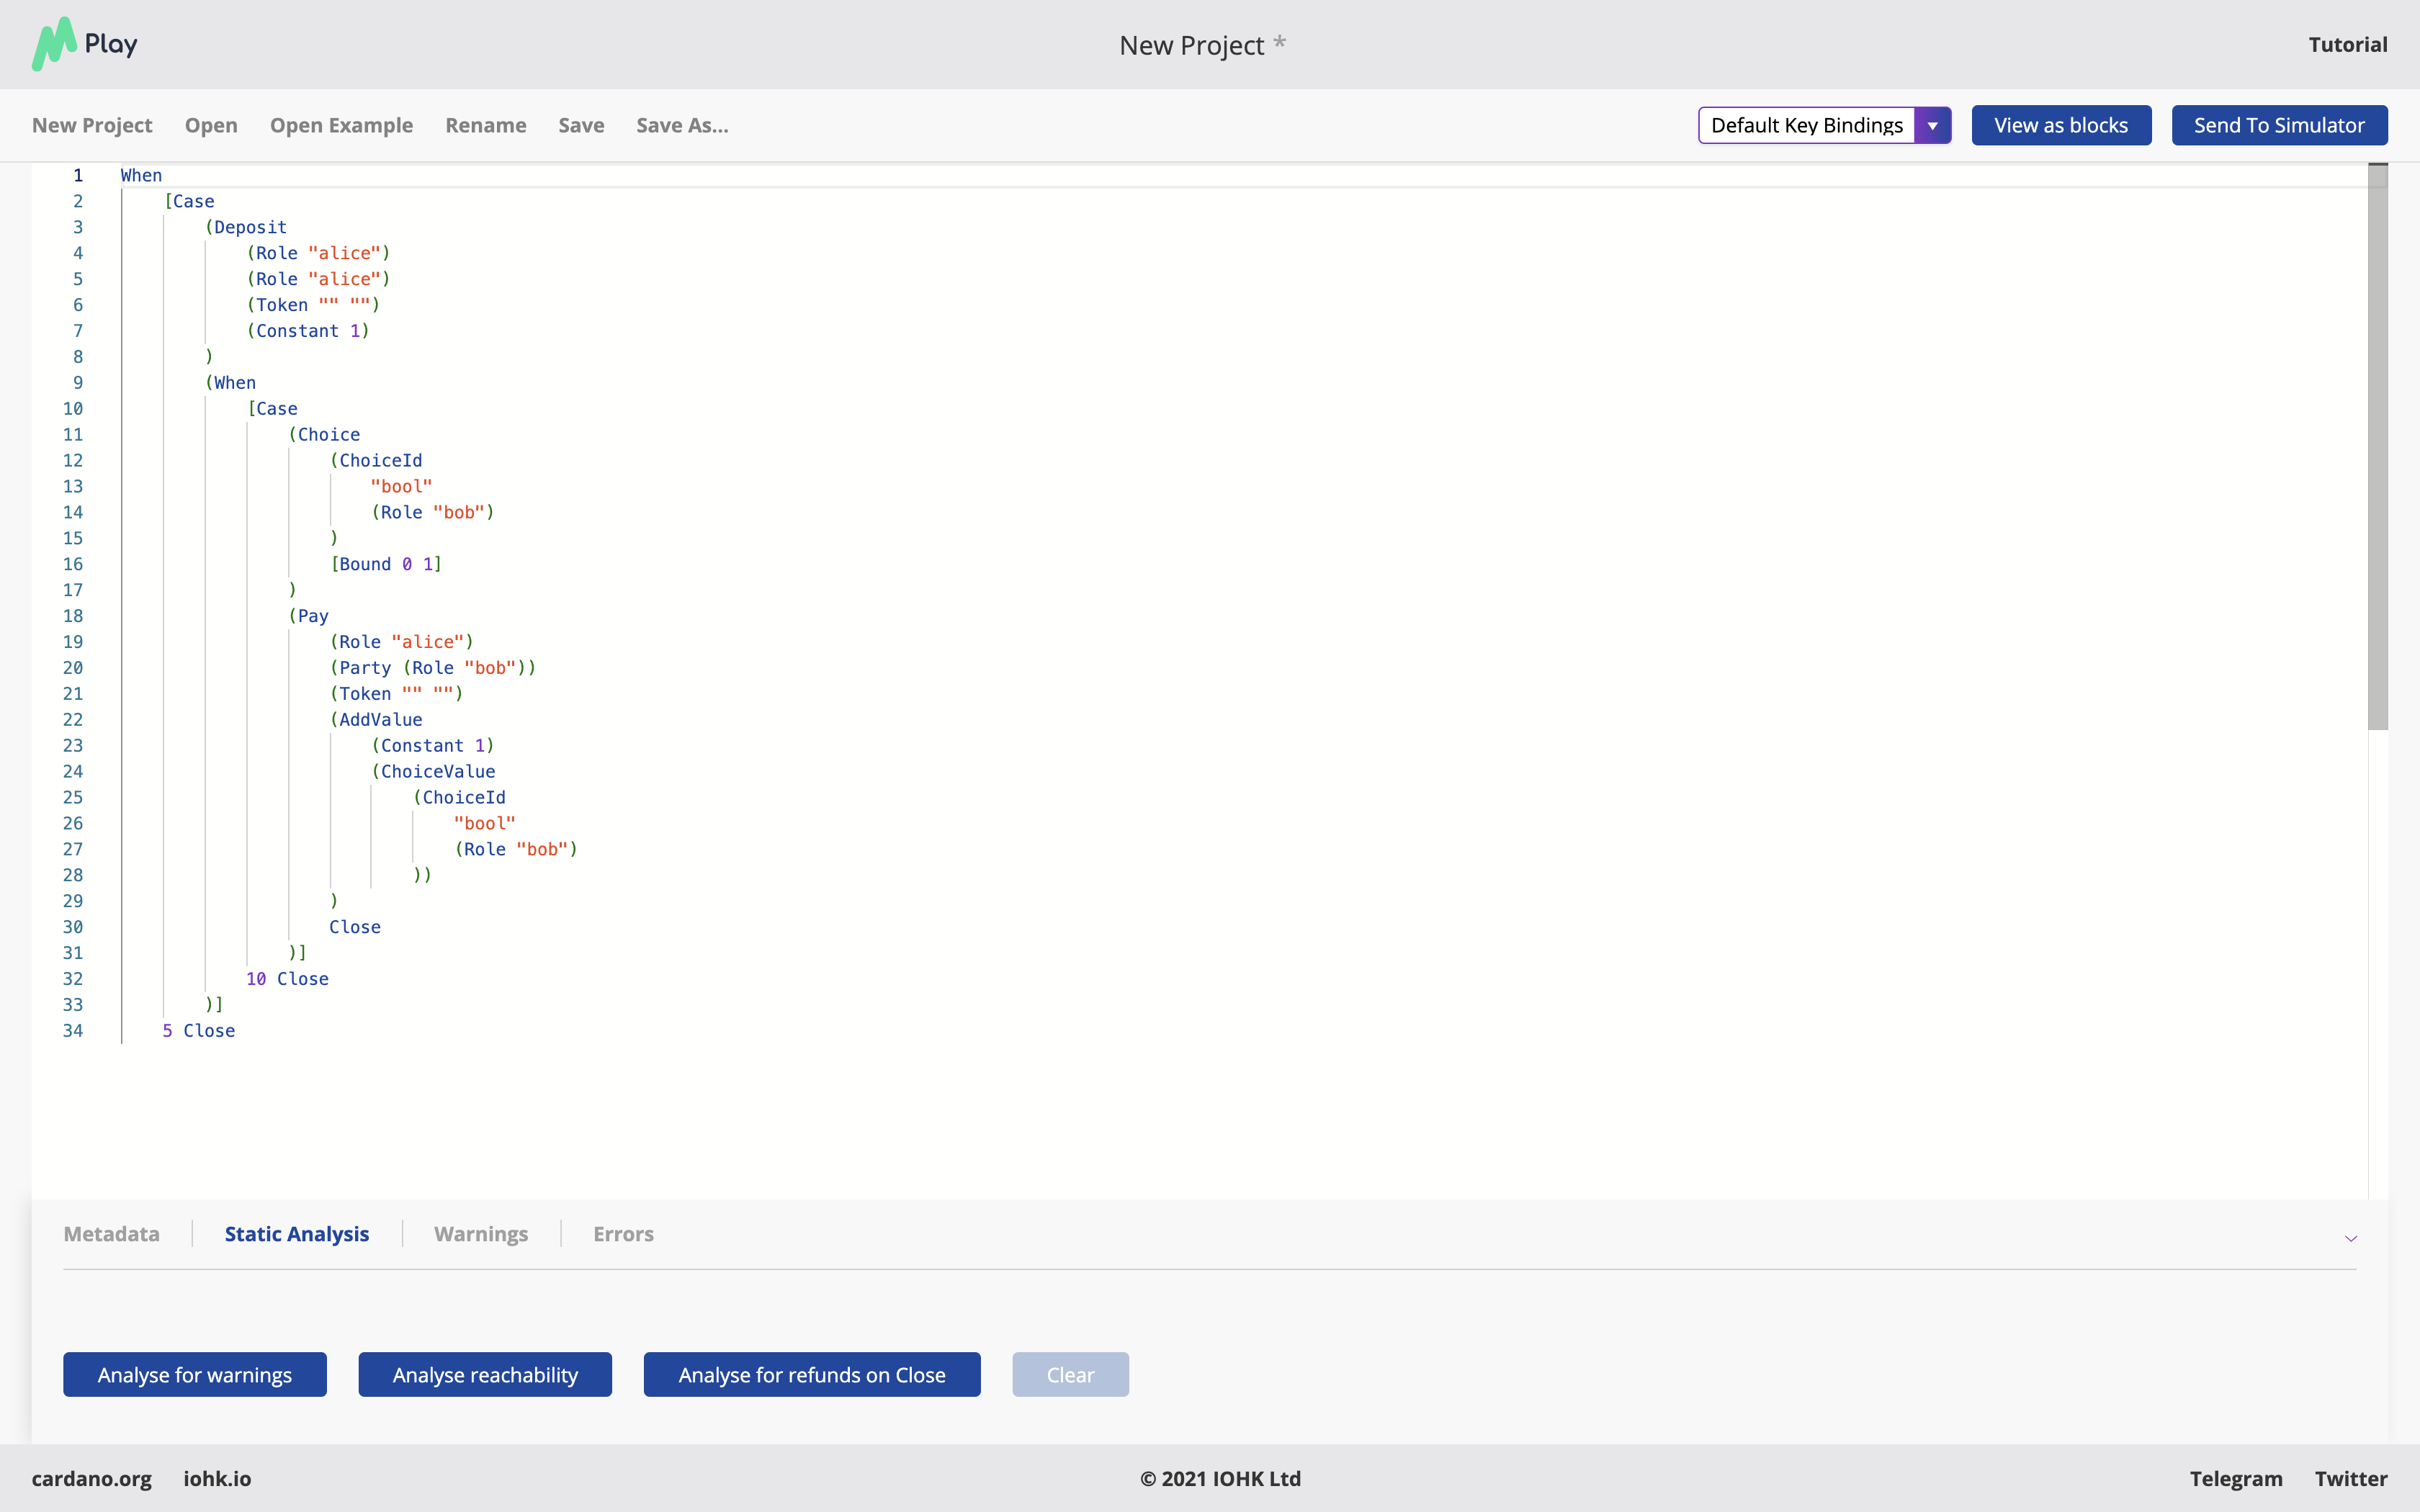 Play
New Project *
Tutorial
New Project Open Open Example Rename Save Save As...
Default Key Bindings View as blocks Send To Simulator
1 When
2 [Case
3 (Deposit
4 (Role "alice")
5 (Role "alice")
6 (Token "" "")
7 (Constant 1)
8 )
9 (When
10 [Case
11 (Choice
12 (ChoiceId
13 "bool"
14 (Role "bob")
15 )
16 [Bound 0 1]
17 )
18 (Pay
19 (Role "alice")
20 (Party (Role "bob"))
21 (Token "" "")
22 (AddValue
23 (Constant 1)
24 (ChoiceValue
25 (ChoiceId
26 "bool"
27 (Role "bob")
28 ))
29 )
30 Close
31 )]
32 10 Close
33 )]
34 5 Close
Metadata Static Analysis Warnings Errors
Analyse for warnings Analyse reachability Analyse for refunds on Close Clear
cardano.org iohk.io
© 2021 IOHK Ltd
Telegram Twitter